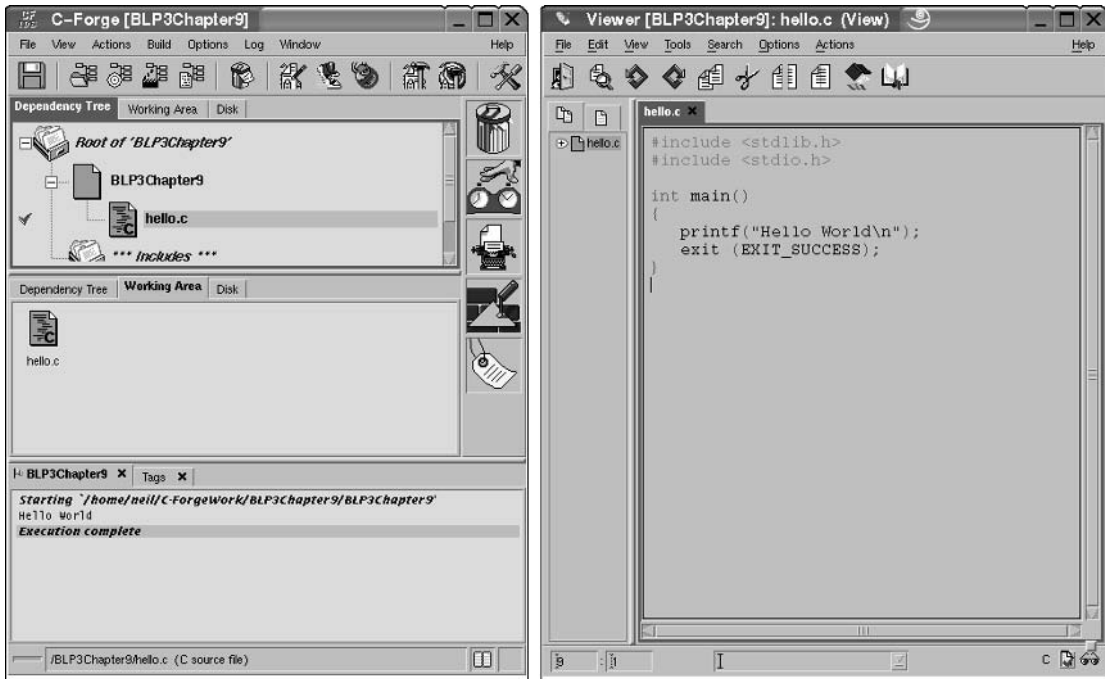 C-Forge [BLP3Chapter9]
File View Actions Build Options Log Window Help
Dependency Tree Working Area Disk
Root of 'BLP3Chapter9'
BLP3Chapter9
hello.c
*** Includes ***
Dependency Tree Working Area Disk
hello.c
BLP3Chapter9 Tags
Starting `/home/neil/C-ForgeWork/BLP3Chapter9/BLP3Chapter9'
Hello World
Execution complete
/BLP3Chapter9/hello.c (C source file)
Viewer [BLP3Chapter9]: hello.c (View)
File Edit View Tools Search Options Actions Help
hello.c
hello.c
#include <stdlib.h>
#include <stdio.h>
int main()
{
printf("Hello World\n");
exit (EXIT_SUCCESS);
}
9 : 1 C